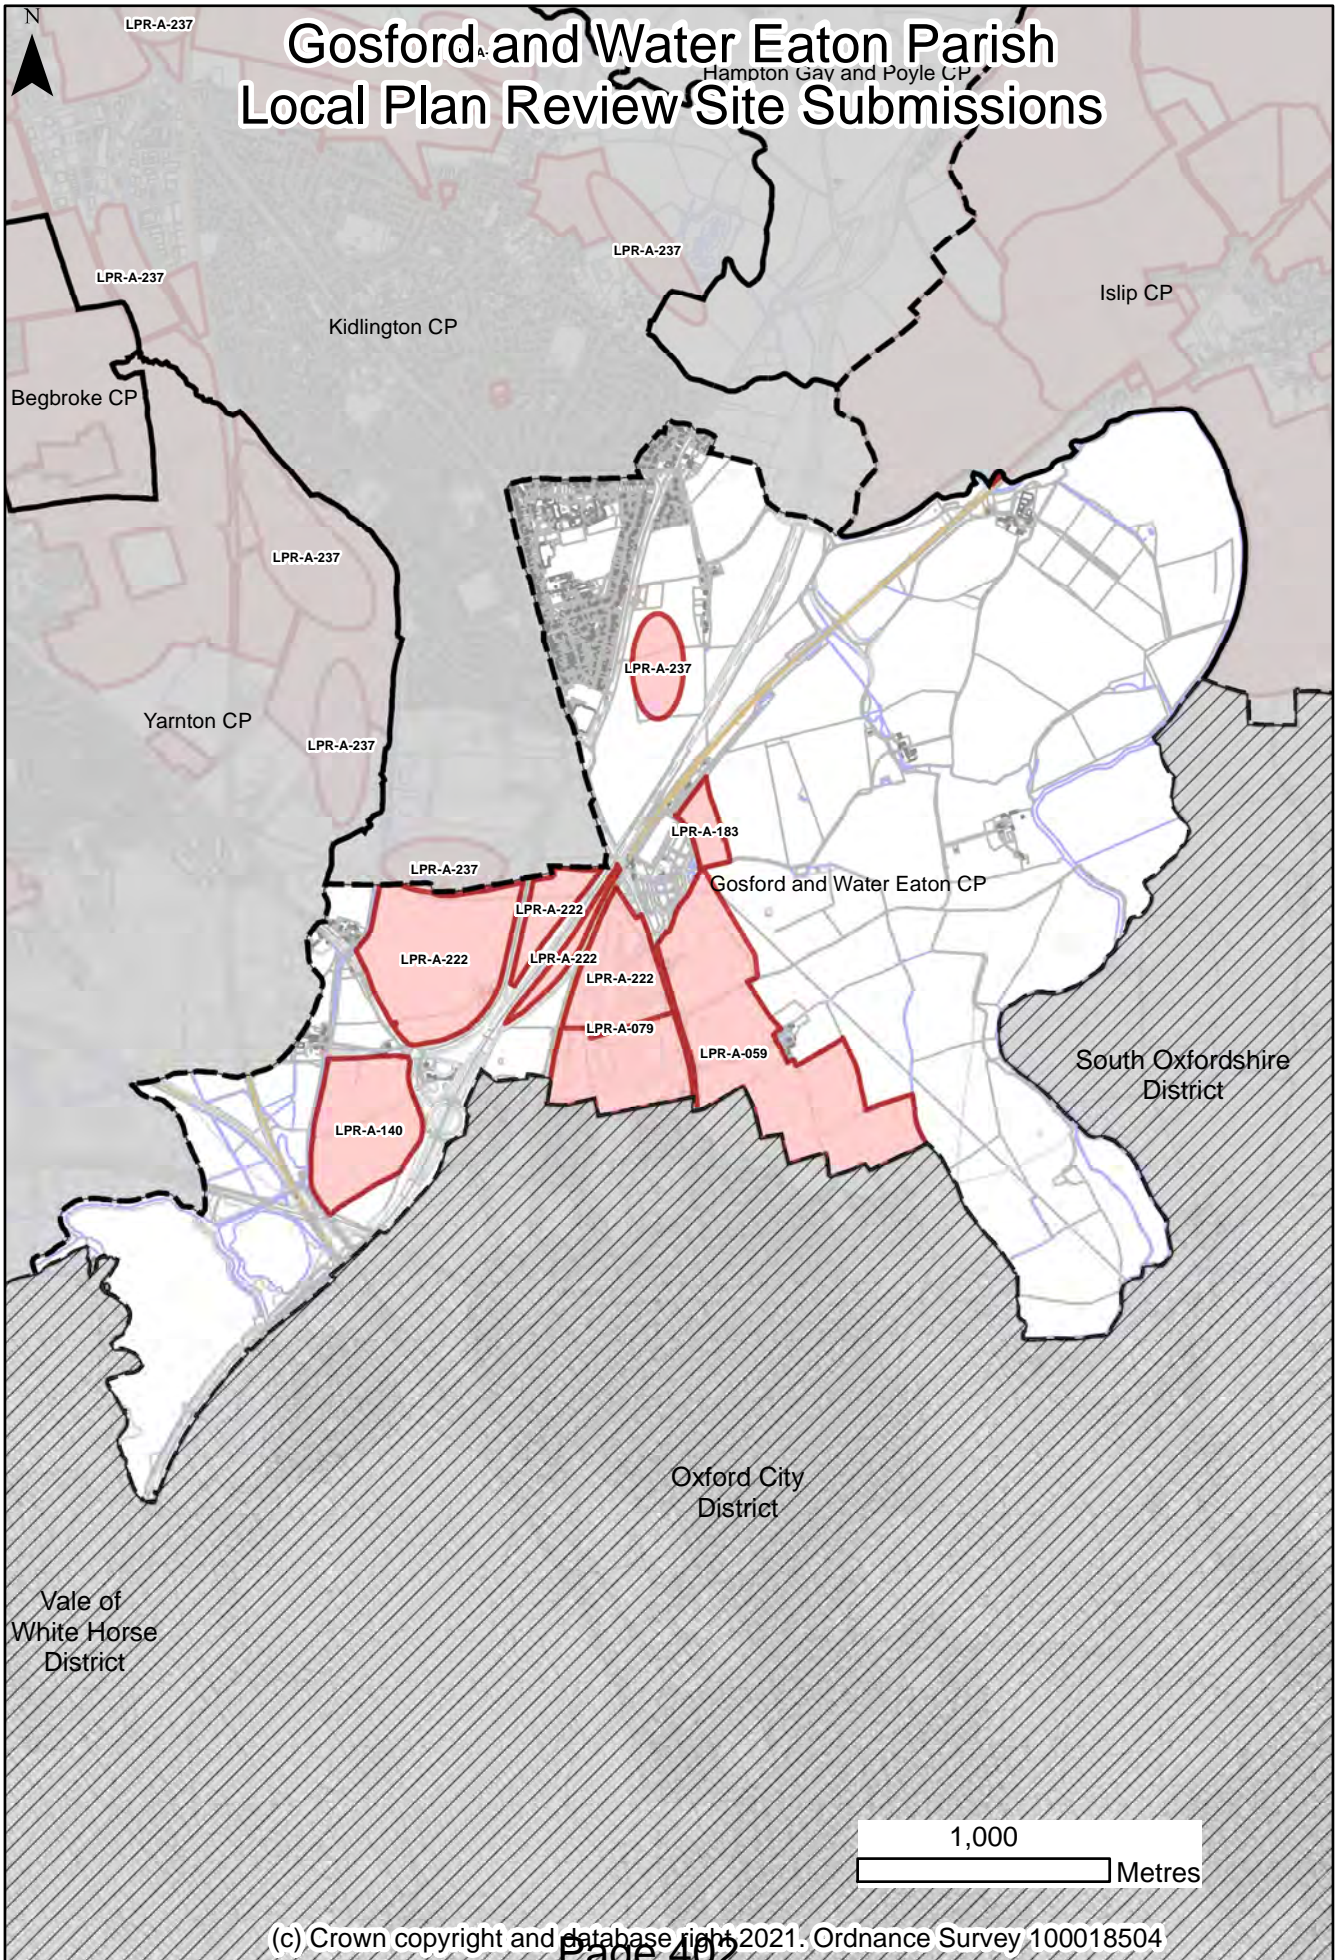 N
LPR-A-237
Gosford and Water Eaton Parish
Hampton Gay and Poyle CP
Local Plan Review Site Submissions
LPR-A-237
LPR-A-237
Islip CP
Kidlington CP
Begbroke CP
LPR-A-237
LPR-A-237
Yarnton CP
LPR-A-237
LPR-A-183
LPR-A-237
Gosford and Water Eaton CP
LPR-A-222
LPR-A-222
LPR-A-222
LPR-A-222
LPR-A-079
LPR-A-059
South Oxfordshire
District
LPR-A-140
Oxford City
District
Vale of
White Horse
District
1,000
Metres
(c) Crown copyright and database right 2021. Ordnance Survey 100018504
Page 402